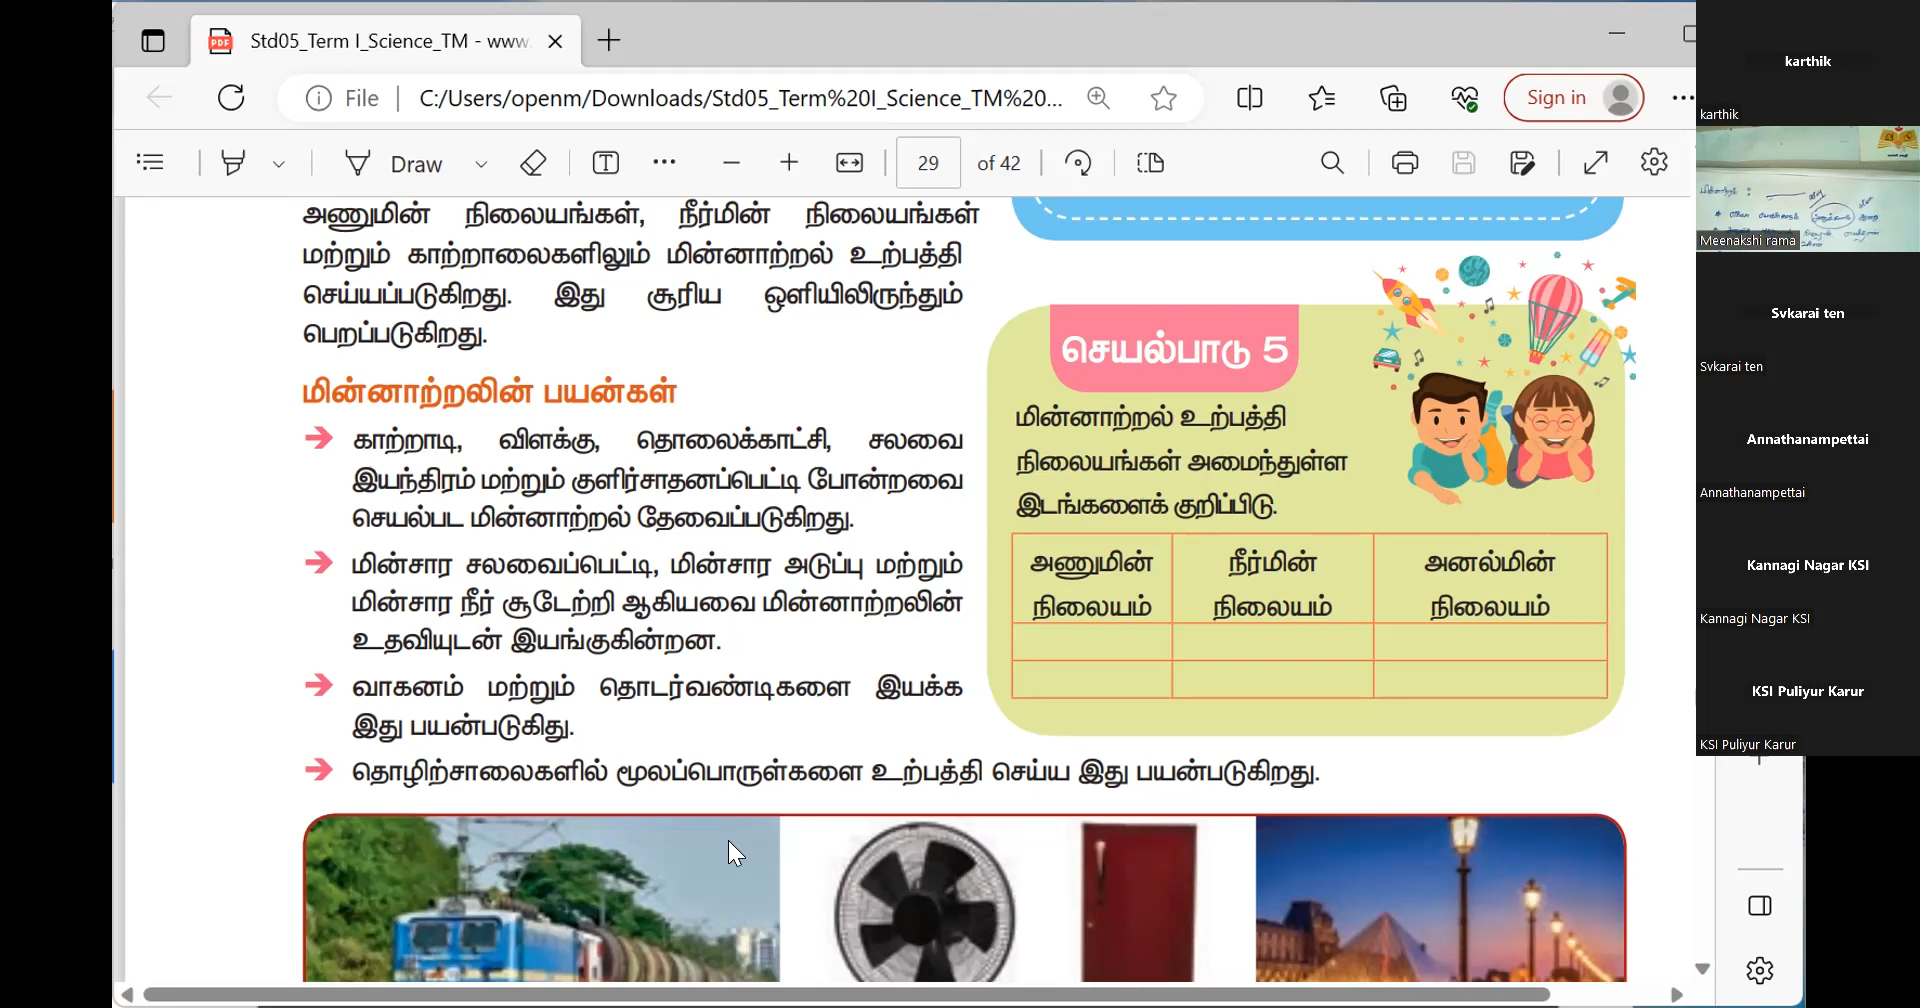 Std05_Term I_Science_TM - www.
File
C:/Users/openm/Downloads/Std05_Term%20I_Science_TM%20...
Sign in
Draw
29
of 42
அணுமின் நிலையங்கள், நீர்மின் நிலையங்கள்
மற்றும் காற்றாலைகளிலும் மின்னாற்றல் உற்பத்தி
செய்யப்படுகிறது. இது சூரிய ஒளியிலிருந்தும்
பெறப்படுகிறது.
மின்னாற்றலின் பயன்கள்
காற்றாடி, விளக்கு, தொலைக்காட்சி, சலவை
இயந்திரம் மற்றும் குளிர்சாதனப்பெட்டி போன்றவை
செயல்பட மின்னாற்றல் தேவைப்படுகிறது.
மின்சார சலவைப்பெட்டி, மின்சார அடுப்பு மற்றும்
மின்சார நீர் சூடேற்றி ஆகியவை மின்னாற்றலின்
உதவியுடன் இயங்குகின்றன.
வாகனம் மற்றும் தொடர்வண்டிகளை இயக்க
இது பயன்படுகிது.
தொழிற்சாலைகளில் மூலப்பொருள்களை உற்பத்தி செய்ய இது பயன்படுகிறது.
செயல்பாடு 5
மின்னாற்றல் உற்பத்தி
நிலையங்கள் அமைந்துள்ள
இடங்களைக் குறிப்பிடு.
அணுமின் நிலையம்
நீர்மின் நிலையம்
அனல்மின் நிலையம்
karthik
karthik
Meenakshi rama
Svkarai ten
Svkarai ten
Annathanampettai
Annathanampettai
Kannagi Nagar KSI
Kannagi Nagar KSI
KSI Puliyur Karur
KSI Puliyur Karur